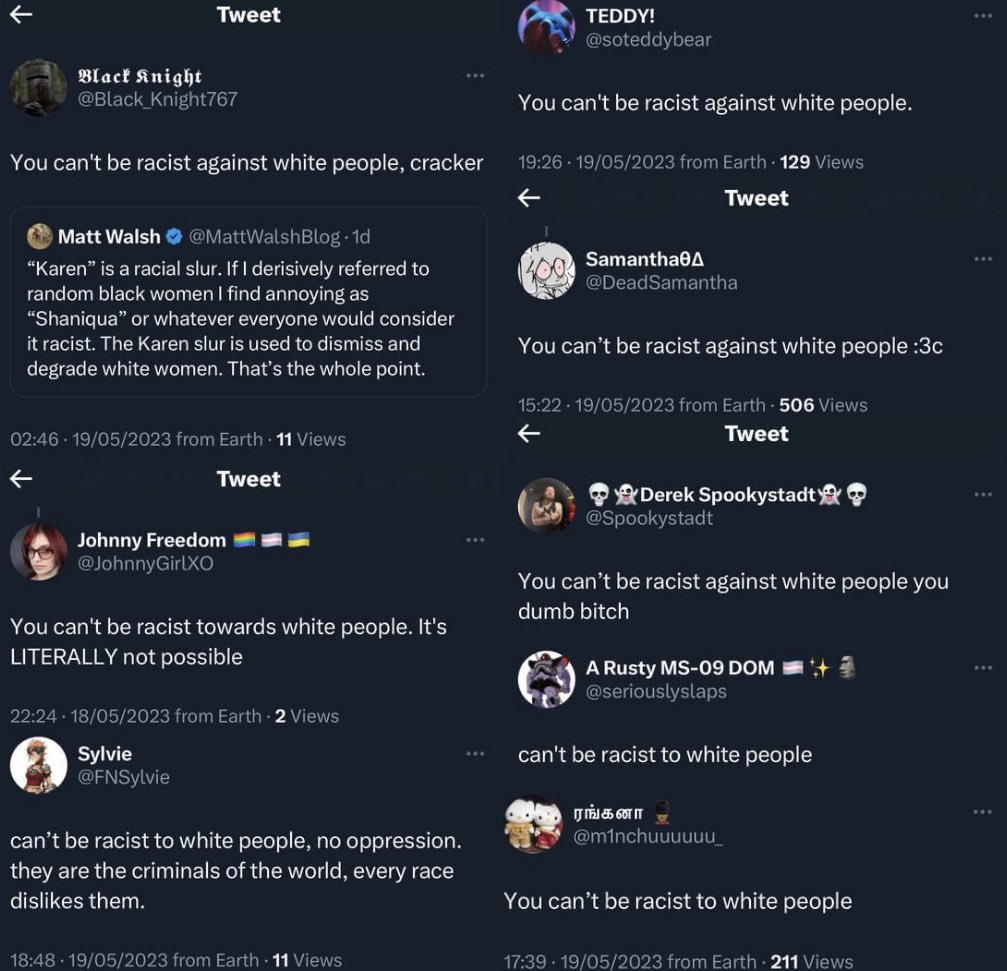 Tweet
𝕭𝖑𝖆𝖈𝖐 𝕶𝖓𝖎𝖌𝖍𝖙
@Black_Knight767
You can't be racist against white people, cracker
Matt Walsh @MattWalshBlog · 1d
“Karen” is a racial slur. If I derisively referred to
random black women I find annoying as
“Shaniqua” or whatever everyone would consider
it racist. The Karen slur is used to dismiss and
degrade white women. That’s the whole point.
02:46 · 19/05/2023 from Earth · 11 Views
Tweet
Johnny Freedom 🏳️‍🌈 🏳️‍⚧️ 🇺🇦
@JohnnyGirlXO
You can't be racist towards white people. It's
LITERALLY not possible
22:24 · 18/05/2023 from Earth · 2 Views
Sylvie
@FNSylvie
can’t be racist to white people, no oppression.
they are the criminals of the world, every race
dislikes them.
18:48 · 19/05/2023 from Earth · 11 Views
TEDDY!
@soteddybear
You can't be racist against white people.
19:26 · 19/05/2023 from Earth · 129 Views
Tweet
SamanthaθΔ
@DeadSamantha
You can’t be racist against white people :3c
15:22 · 19/05/2023 from Earth · 506 Views
Tweet
💀👻Derek Spookystadt👻💀
@Spookystadt
You can’t be racist against white people you
dumb bitch
A Rusty MS-09 DOM 🏳️‍⚧️ ✨ 🗿
@seriouslyslaps
can't be racist to white people
ரங்கனா 💂🏿
@m1nchuuuuuu_
You can’t be racist to white people
17:39 · 19/05/2023 from Earth · 211 Views